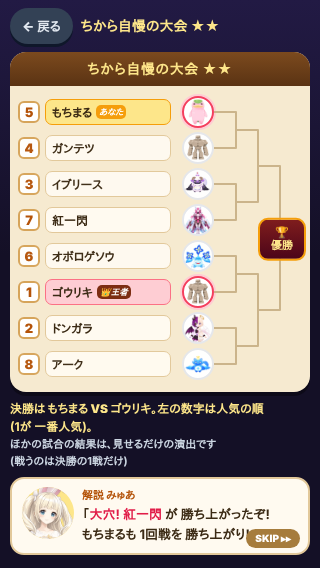 ← 戻る
ちから自慢の大会 ★★
ちから自慢の大会 ★★
5 もちまる あなた
4 ガンテツ
3 イブリース
7 紅一閃
6 オボロゲソウ
1 ゴウリキ 👑王者
2 ドンガラ
8 アーク
🏆
優勝
決勝は もちまる VS ゴウリキ。左の数字は人気の順
(1が 一番人気)。
ほかの試合の結果は、見せるだけの演出です
(戦うのは決勝の1戦だけ)
解説 みゅあ
「大穴! 紅一閃 が 勝ち上がったぞ!
もちまるも 1回戦を 勝ち上がり!
SKIP ▸▸